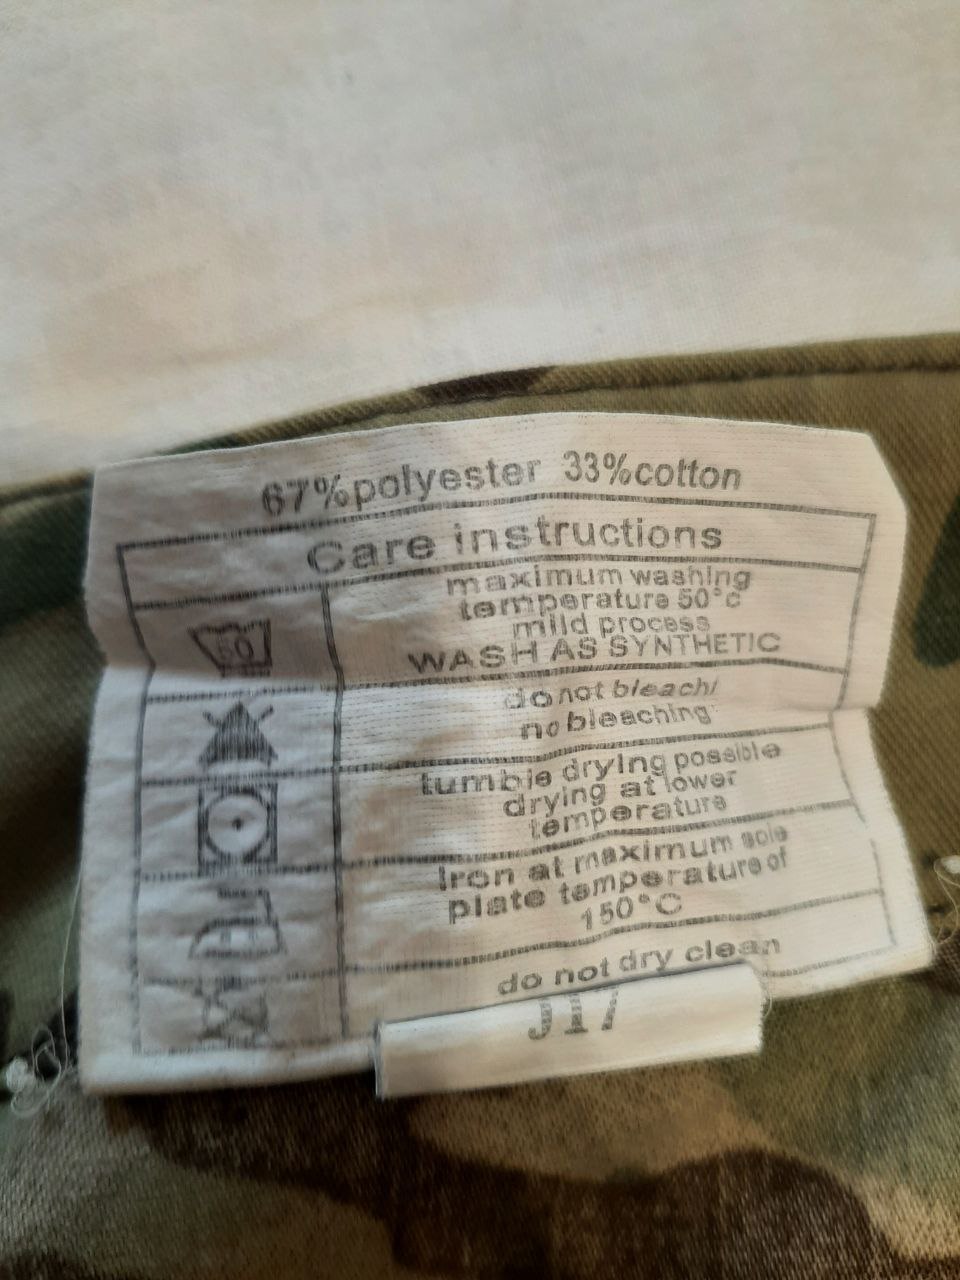 67%polyester 33%cotton
Care instructions
50
maximum washing
temperature 50°c
mild process
WASH AS SYNTHETIC
do not bleach/
no bleaching
tumble drying possible
drying at lower
temperature
Iron at maximum sole
plate temperature of
150°C
do not dry clean